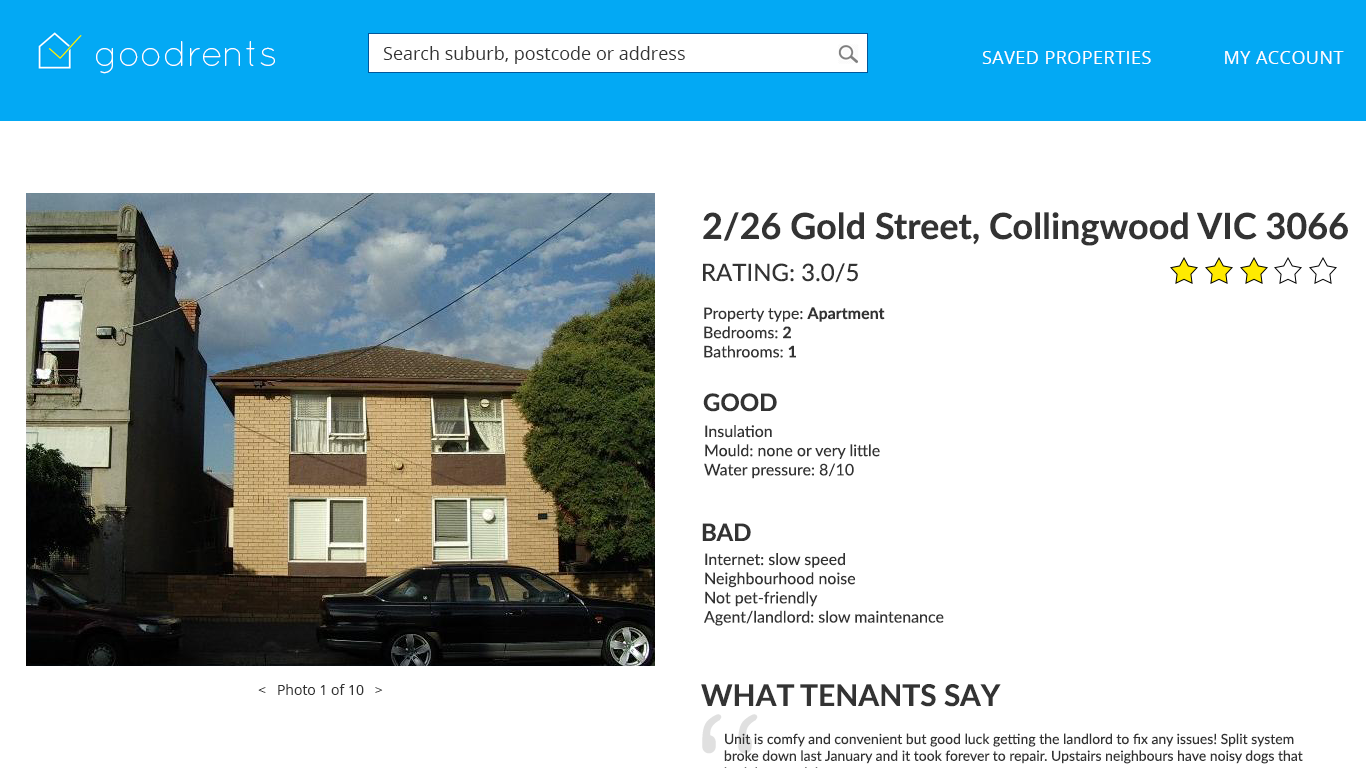 goodrents
Search suburb, postcode or address
SAVED PROPERTIES
MY ACCOUNT
2/26 Gold Street, Collingwood VIC 3066
RATING: 3.0/5
Property type: Apartment
Bedrooms: 2
Bathrooms: 1
GOOD
Insulation
Mould: none or very little
Water pressure: 8/10
BAD
Internet: slow speed
Neighbourhood noise
Not pet-friendly
Agent/landlord: slow maintenance
< Photo 1 of 10 >
WHAT TENANTS SAY
“
Unit is comfy and convenient but good luck getting the landlord to fix any issues! Split system
broke down last January and it took forever to repair. Upstairs neighbours have noisy dogs that